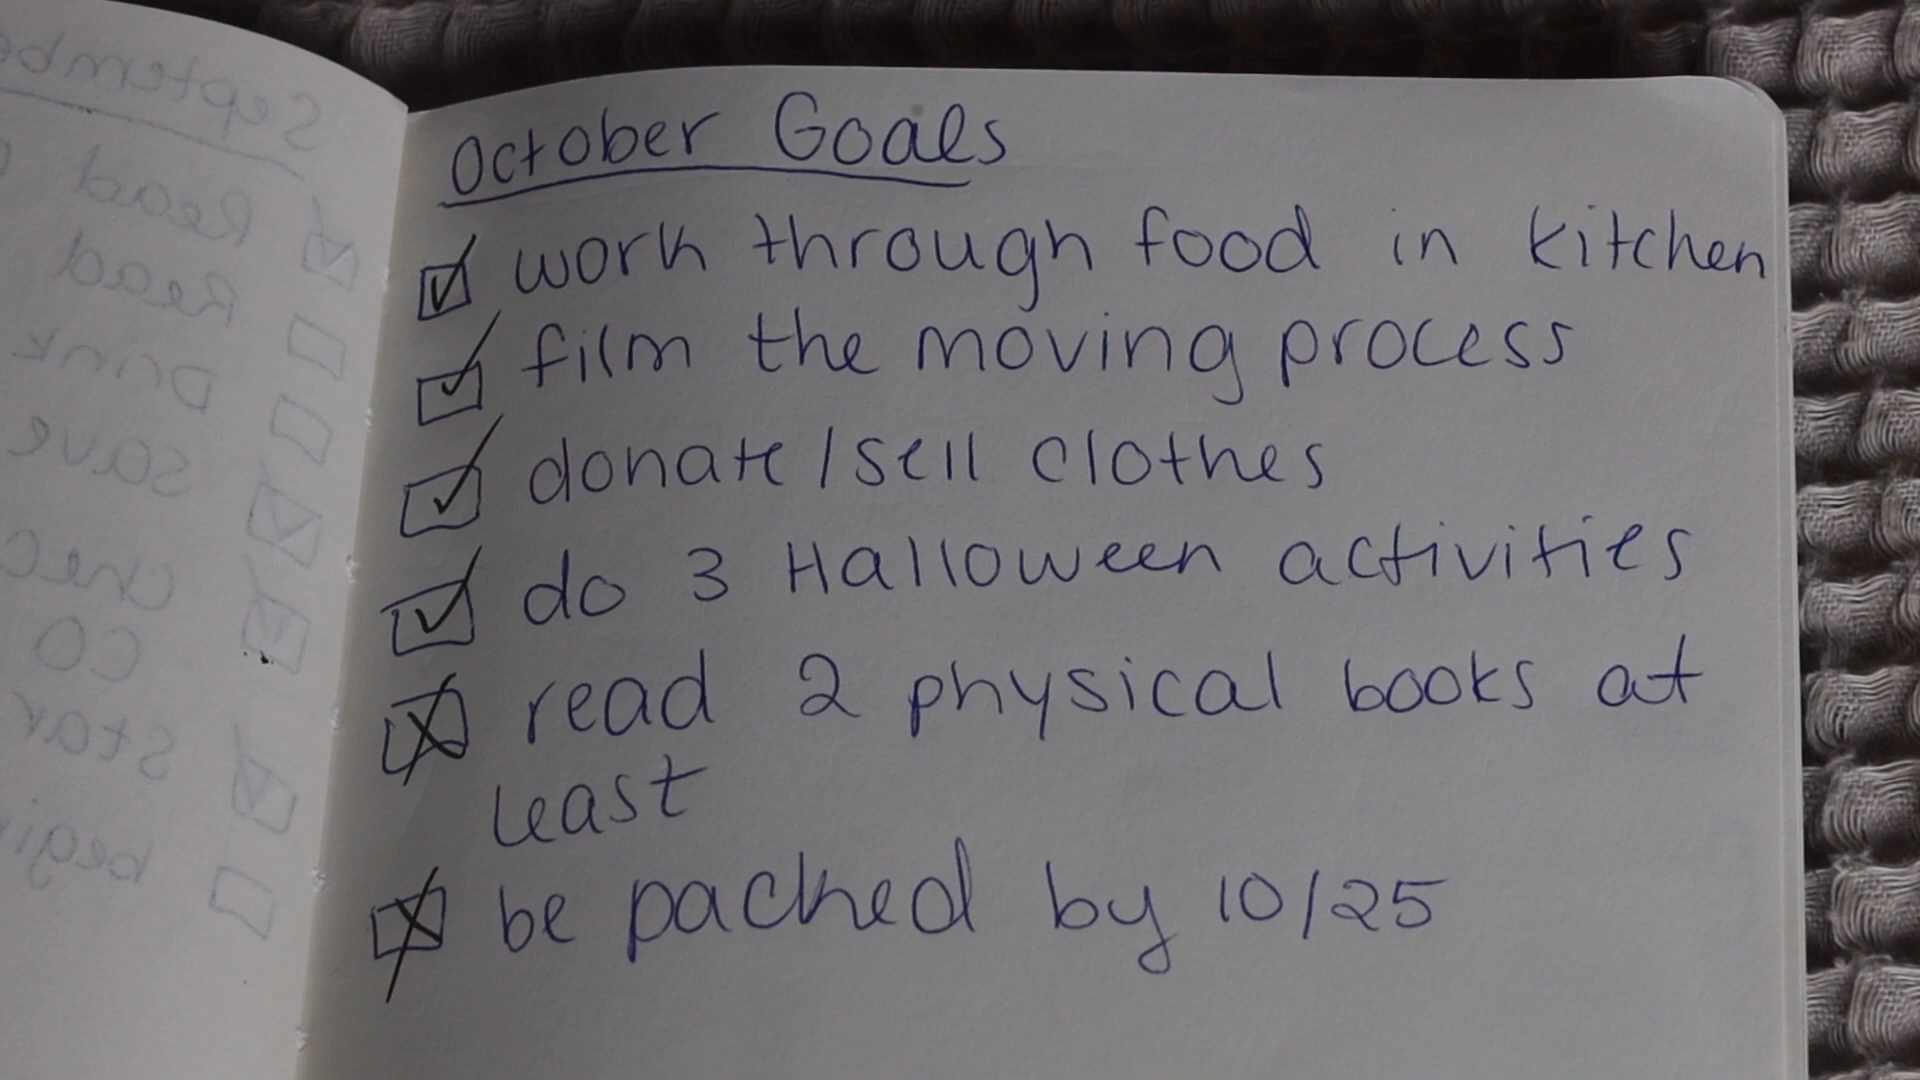 October Goals
work through food in kitchen
film the moving process
donate/sell clothes
do 3 Halloween activities
read 2 physical books at
least
be packed by 10/25